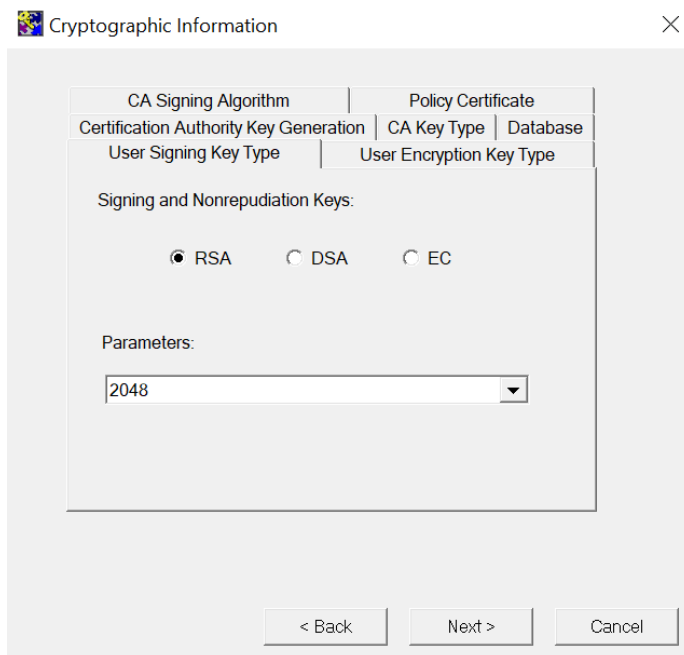 Cryptographic Information
CA Signing Algorithm Policy Certificate
Certification Authority Key Generation CA Key Type Database
User Signing Key Type User Encryption Key Type
Signing and Nonrepudiation Keys:
RSA DSA EC
Parameters:
2048
< Back Next > Cancel